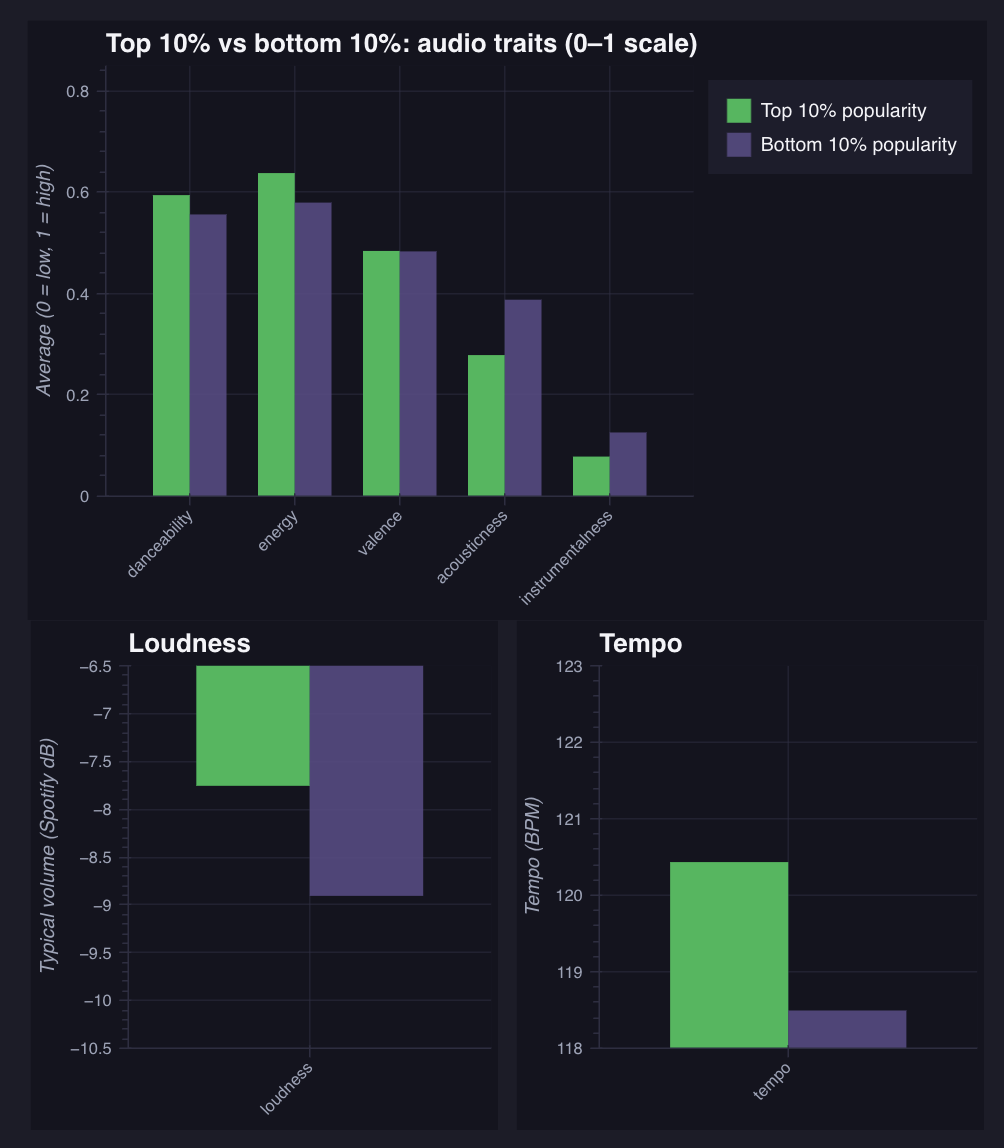 Top 10% vs bottom 10%: audio traits (0–1 scale)
Top 10% popularity
Bottom 10% popularity
Average (0 = low, 1 = high)
0.8
0.6
0.4
0.2
0
danceability
energy
valence
acousticness
instrumentalness
Loudness
Typical volume (Spotify dB)
−6.5
−7
−7.5
−8
−8.5
−9
−9.5
−10
−10.5
loudness
Tempo
Tempo (BPM)
123
122
121
120
119
118
tempo